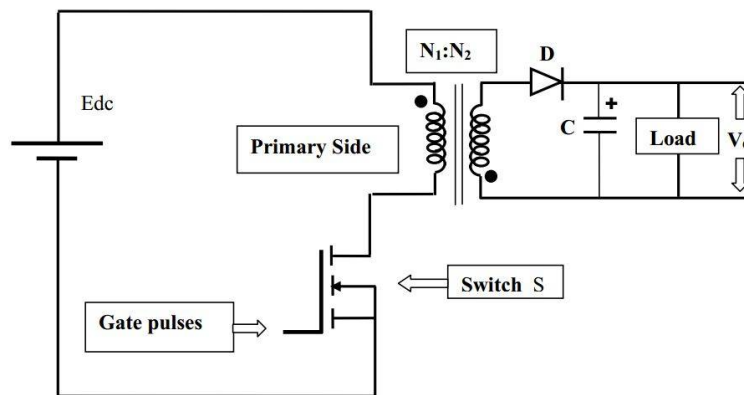 N₁:N₂
D
Edc
+
C
Load
Primary Side
Switch S
Gate pulses